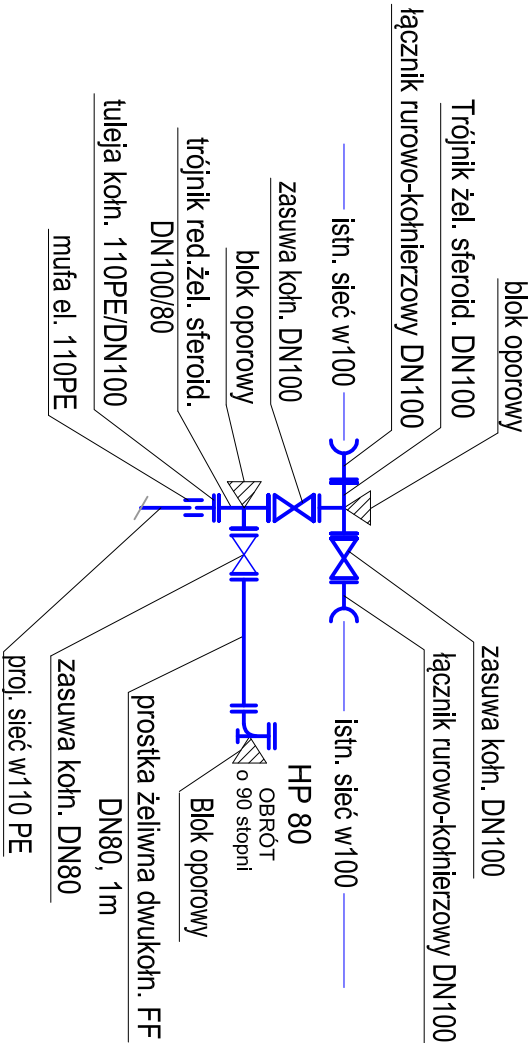 blok oporowy
łącznik rurowo-kołnierzowy DN100
Trójnik żel. sferoid. DN100
istn. sieć w100
zasuwa kołn. DN100
blok oporowy
trójnik red.żel. sferoid.
DN100/80
tuleja kołn. 110PE/DN100
mufa el. 110PE
zasuwa kołn. DN100
łącznik rurowo-kołnierzowy DN100
istn. sieć w100
HP 80
OBRÓT
o 90 stopni
Blok oporowy
prostka żeliwna dwukołn. FF
DN80, 1m
zasuwa kołn. DN80
proj. sieć w110 PE